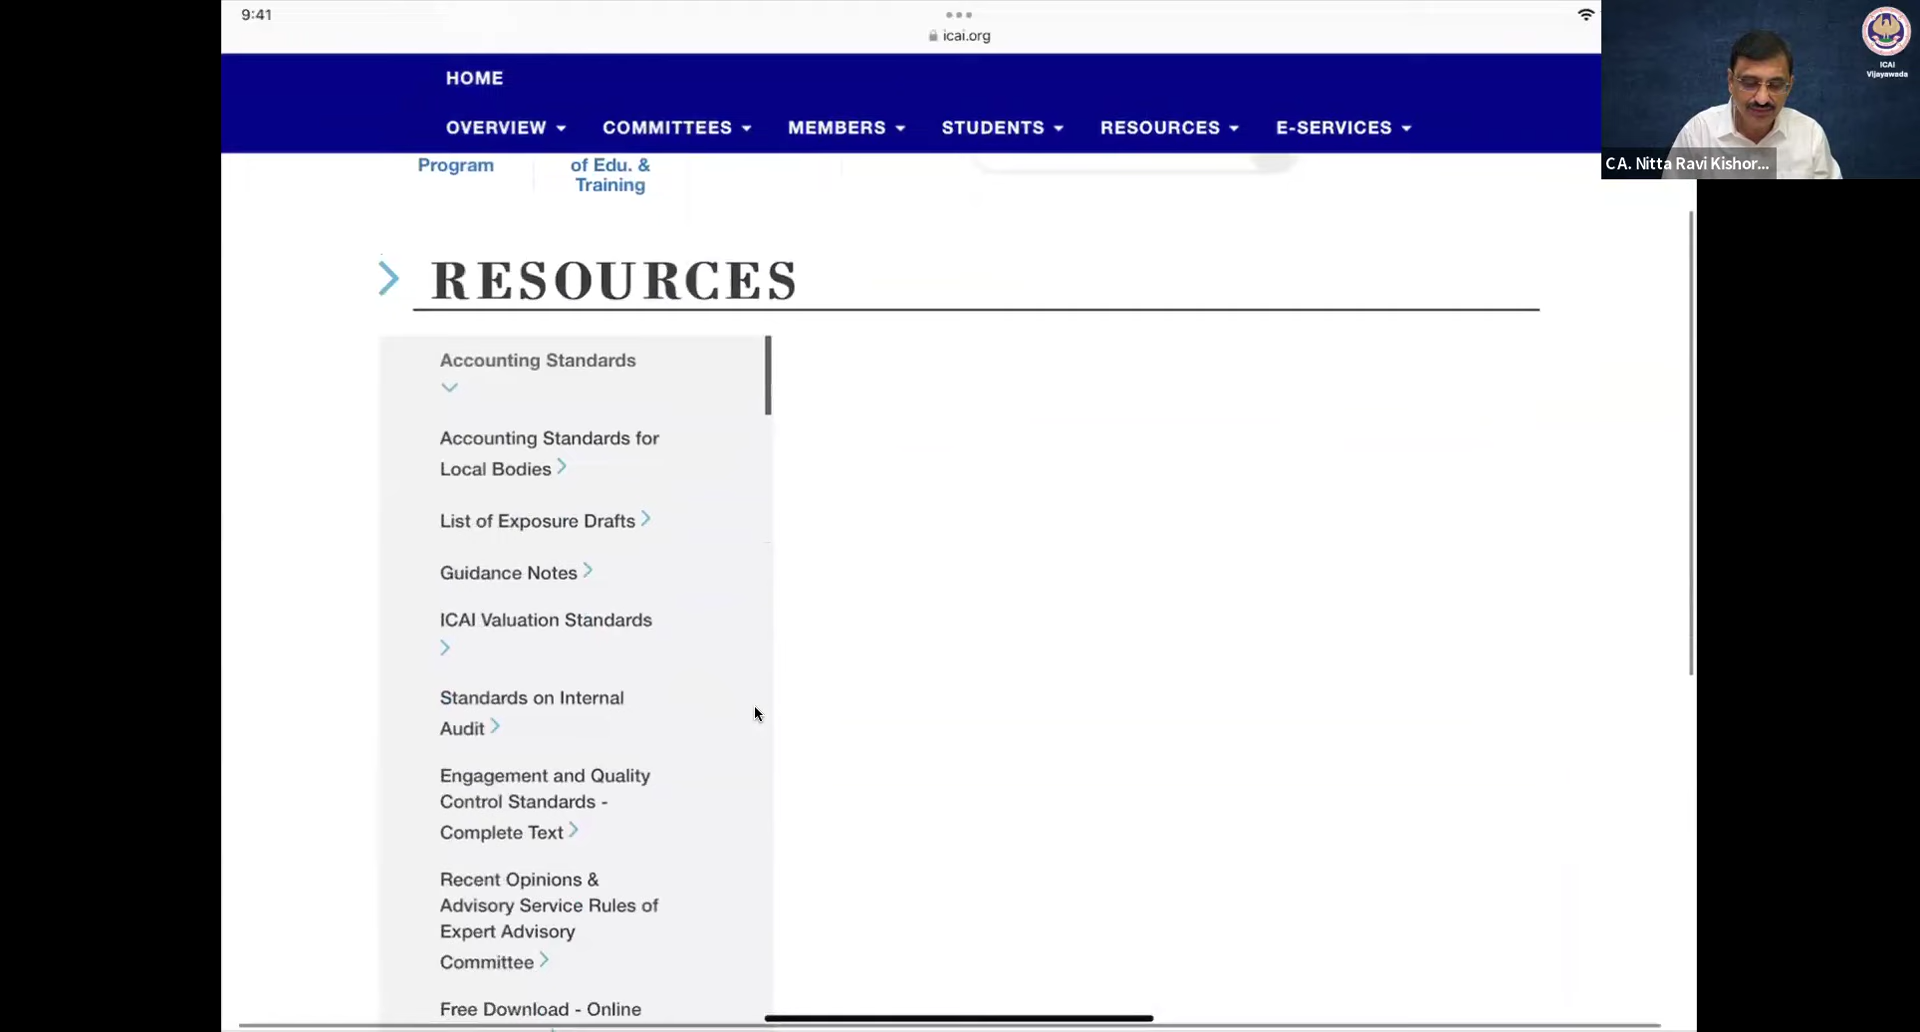 9:41
icai.org
ICAI
Vijayawada
HOME
OVERVIEW COMMITTEES MEMBERS STUDENTS RESOURCES E-SERVICES
CA. Nitta Ravi Kishor...
Program
of Edu. &
Training
RESOURCES
Accounting Standards
Accounting Standards for
Local Bodies
List of Exposure Drafts
Guidance Notes
ICAI Valuation Standards
Standards on Internal
Audit
Engagement and Quality
Control Standards -
Complete Text
Recent Opinions &
Advisory Service Rules of
Expert Advisory
Committee
Free Download - Online